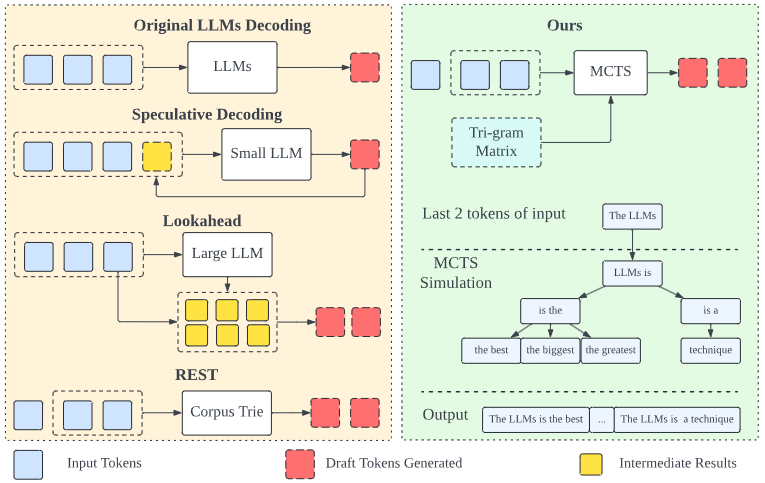 Original LLMs Decoding
LLMs
Speculative Decoding
Small LLM
Lookahead
Large LLM
REST
Corpus Trie
Ours
MCTS
Tri-gram
Matrix
Last 2 tokens of input
The LLMs
MCTS
Simulation
LLMs is
is the
is a
the best
the biggest
the greatest
technique
Output
The LLMs is the best
...
The LLMs is a technique
Input Tokens
Draft Tokens Generated
Intermediate Results